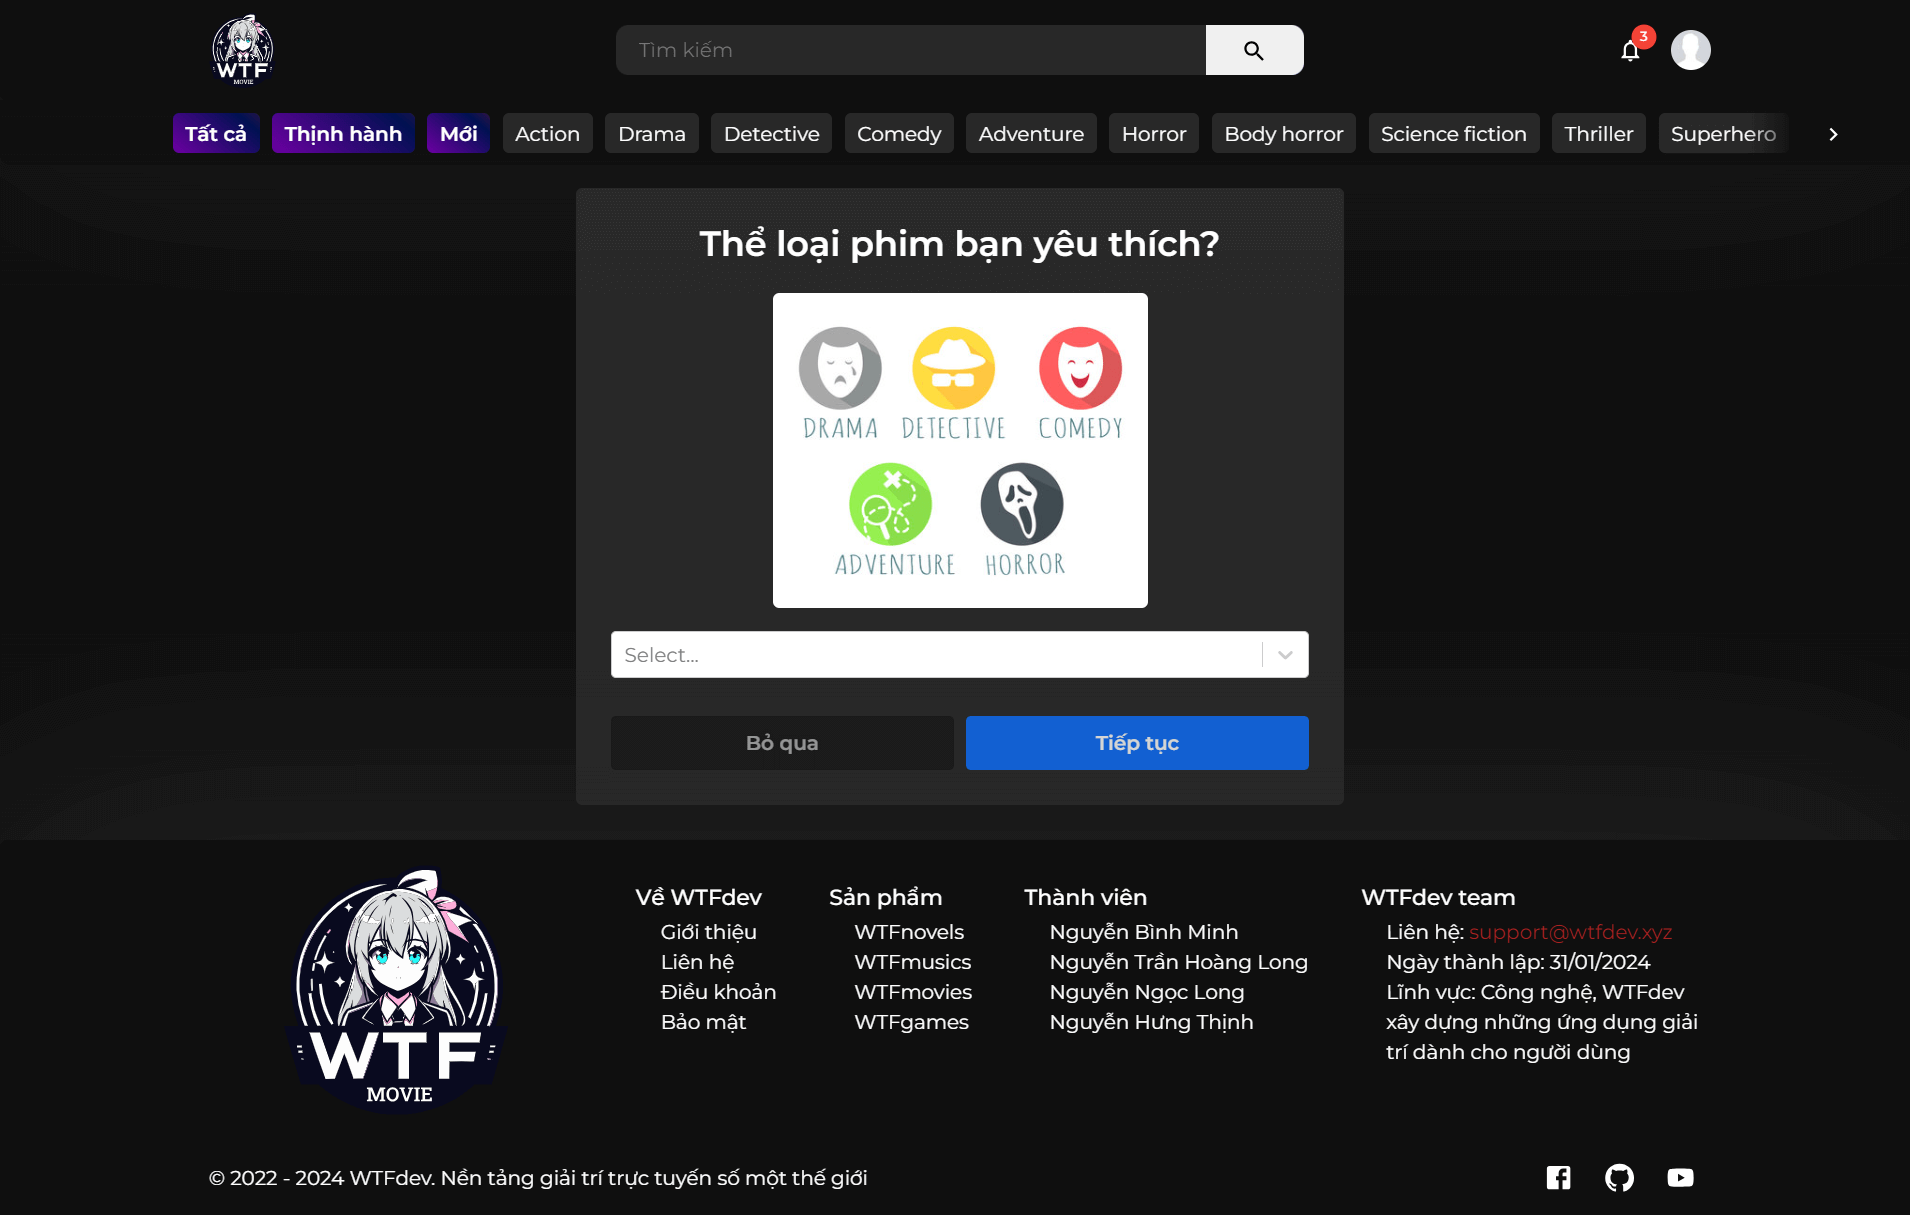 WTF
MOVIE
Tìm kiếm
3
Tất cả
Thịnh hành
Mới
Action
Drama
Detective
Comedy
Adventure
Horror
Body horror
Science fiction
Thriller
Superhero
Thể loại phim bạn yêu thích?
DRAMA
DETECTIVE
COMEDY
ADVENTURE
HORROR
Select...
Bỏ qua
Tiếp tục
WTF
MOVIE
Về WTFdev
Giới thiệu
Liên hệ
Điều khoản
Bảo mật
Sản phẩm
WTFnovels
WTFmusics
WTFmovies
WTFgames
Thành viên
Nguyễn Bình Minh
Nguyễn Trần Hoàng Long
Nguyễn Ngọc Long
Nguyễn Hưng Thịnh
WTFdev team
Liên hệ: support@wtfdev.xyz
Ngày thành lập: 31/01/2024
Lĩnh vực: Công nghệ, WTFdev
xây dựng những ứng dụng giải
trí dành cho người dùng
© 2022 - 2024 WTFdev. Nền tảng giải trí trực tuyến số một thế giới